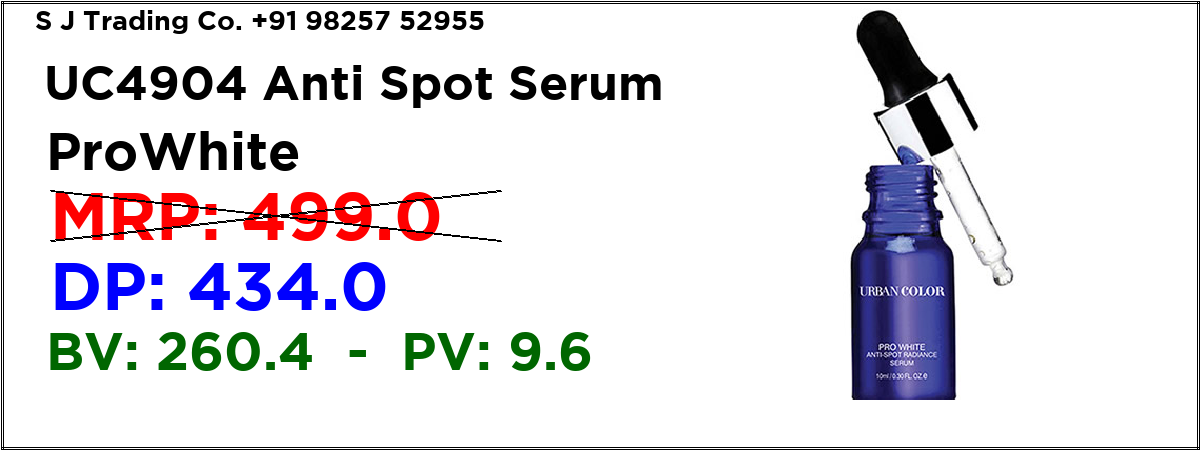 S J Trading Co. +91 98257 52955
UC4904 Anti Spot Serum
ProWhite
MRP: 499.0
DP: 434.0
BV: 260.4 - PV: 9.6
URBAN COLOR
PRO WHITE
ANTI-SPOT RADIANCE
SERUM
10ml / 0.30 FL. OZ.e